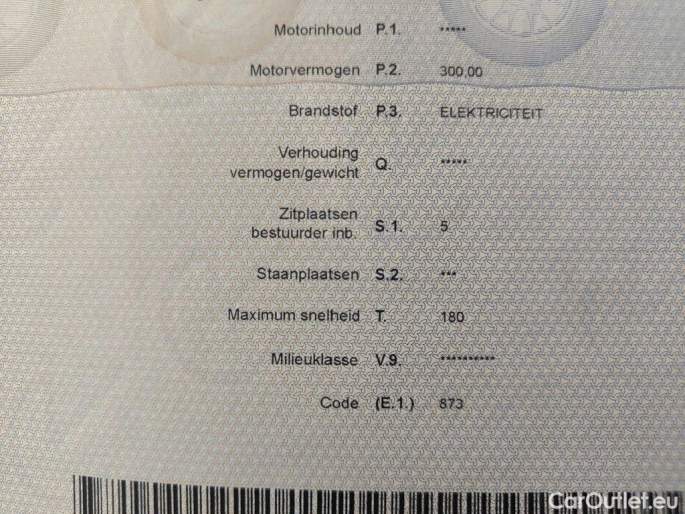 Motorinhoud P.1. *****
Motorvermogen P.2. 300,00
Brandstof P.3. ELEKTRICITEIT
Verhouding
vermogen/gewicht Q. *****
Zitplaatsen
bestuurder inb. S.1. 5
Staanplaatsen S.2. ***
Maximum snelheid T. 180
Milieuklasse V.9. **********
Code (E.1.) 873
CarOutlet.eu